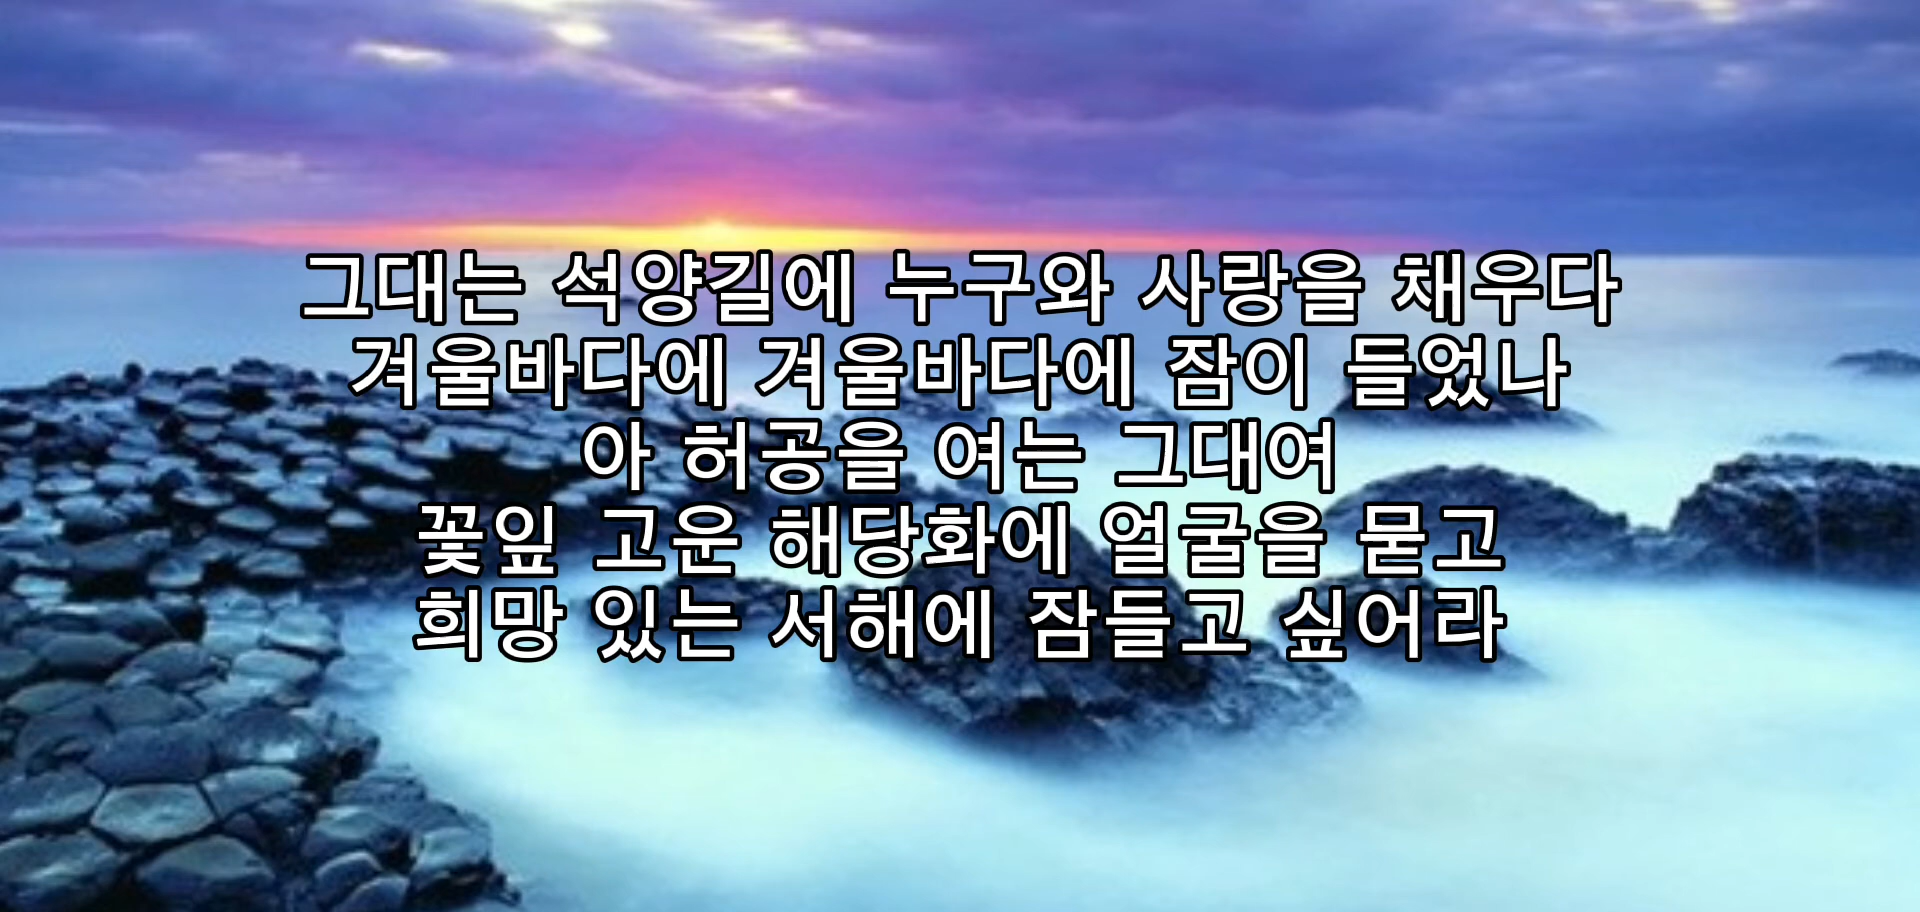 그대는 석양길에 누구와 사랑을 채우다
겨울바다에 겨울바다에 잠이 들었나
아 허공을 여는 그대여
꽃잎 고운 해당화에 얼굴을 묻고
희망 있는 서해에 잠들고 싶어라